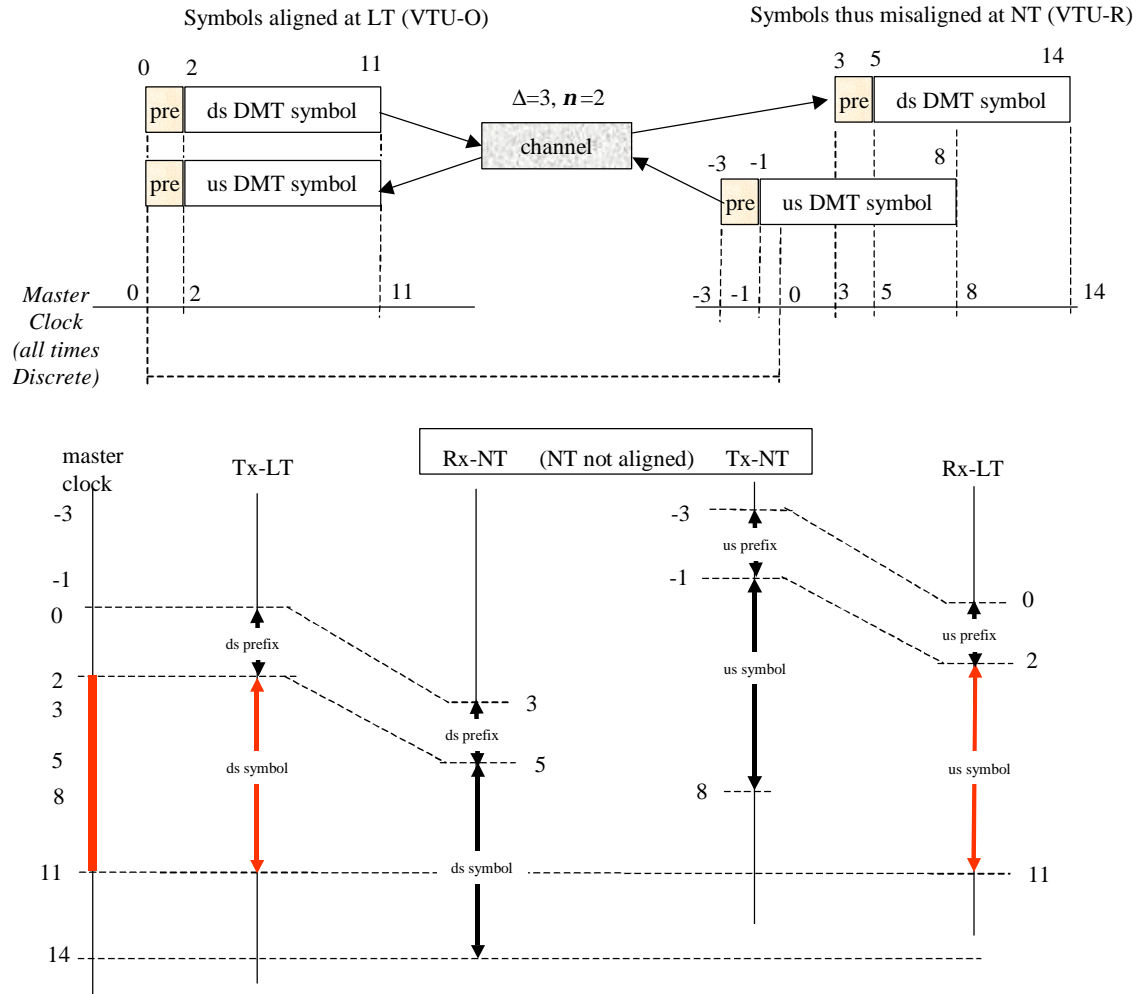 Symbols aligned at LT (VTU-O)
Symbols thus misaligned at NT (VTU-R)
0 2 11
3 5 14
pre ds DMT symbol
Δ=3, n=2
pre ds DMT symbol
channel
-3 -1 8
pre us DMT symbol
pre us DMT symbol
Master
Clock
(all times
Discrete)
0 2 11
-3 -1 0 3 5 8 14
master
clock
Tx-LT
Rx-NT (NT not aligned) Tx-NT
Rx-LT
-3
-1
0
2
3
5
8
11
14
ds prefix
ds symbol
3
ds prefix
5
ds symbol
-3
us prefix
-1
us symbol
8
0
us prefix
2
us symbol
11